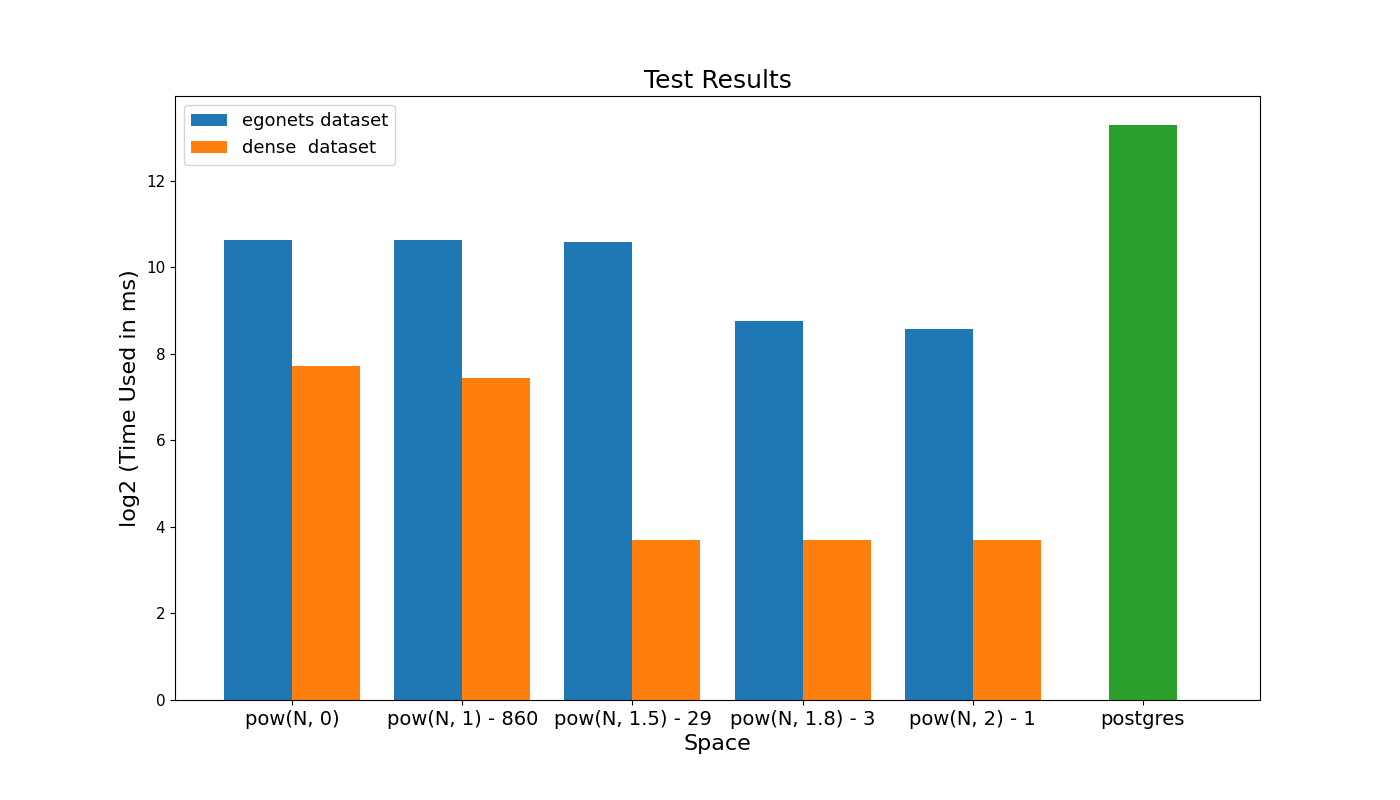 Test Results
egonets dataset
dense  dataset
log2 (Time Used in ms)
12
10
8
6
4
2
0
pow(N, 0)
pow(N, 1) - 860
pow(N, 1.5) - 29
pow(N, 1.8) - 3
pow(N, 2) - 1
postgres
Space